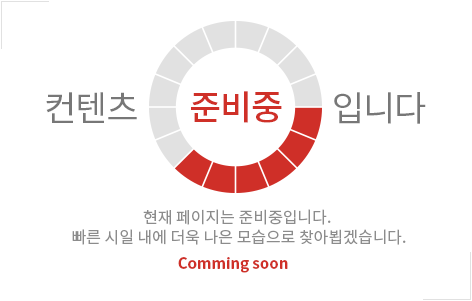 컨텐츠 준비중 입니다
현재 페이지는 준비중입니다.
빠른 시일 내에 더욱 나은 모습으로 찾아뵙겠습니다.
Comming soon